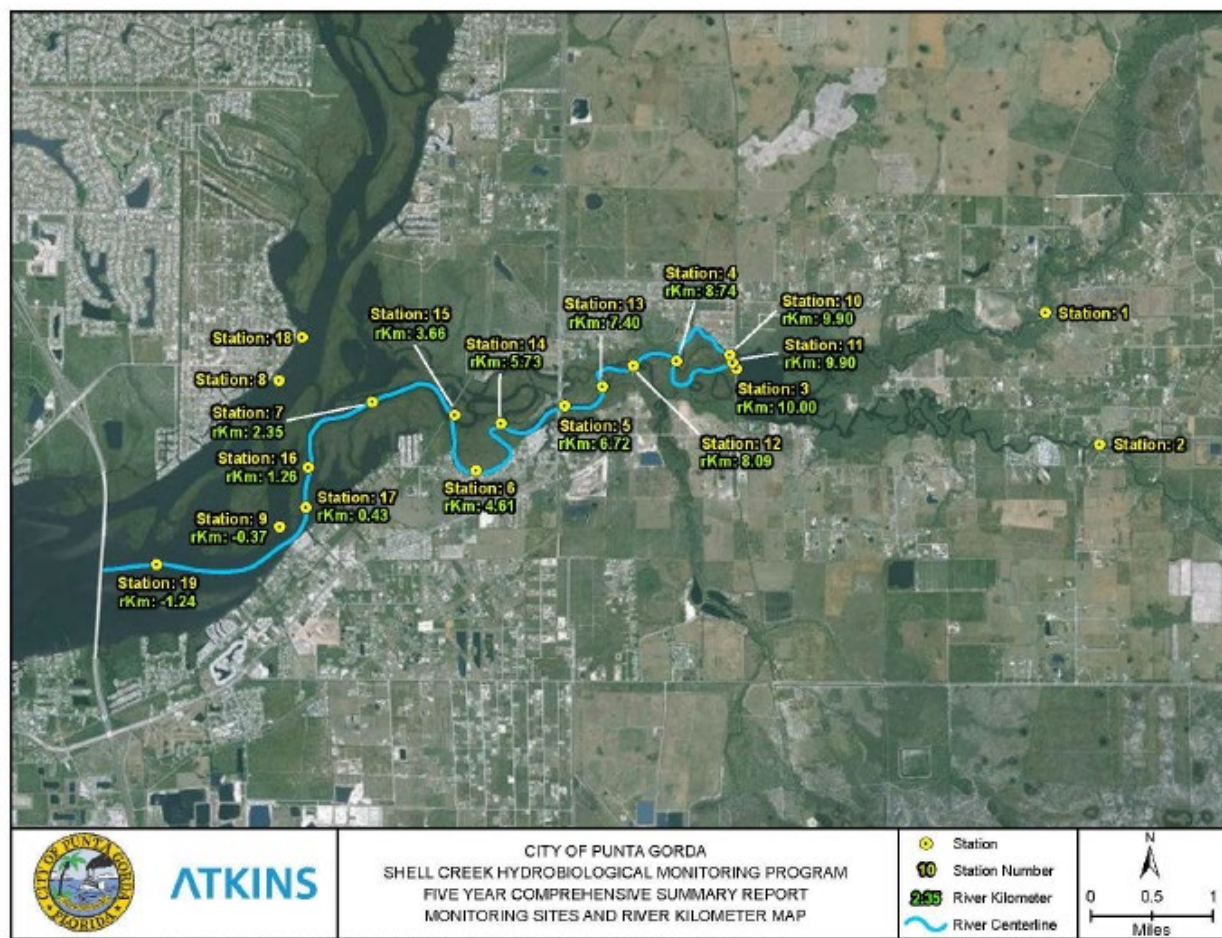 Station: 4
rKm: 8.74
Station: 13
rKm: 7.40
Station: 10
rKm: 9.90
Station: 15
rKm: 3.66
Station: 1
Station: 18
Station: 14
rKm: 5.73
Station: 11
rKm: 9.90
Station: 8
Station: 3
rKm: 10.00
Station: 7
rKm: 2.35
Station: 5
rKm: 6.72
Station: 12
rKm: 8.09
Station: 2
Station: 16
rKm: 1.26
Station: 6
rKm: 4.61
Station: 17
rKm: 0.43
Station: 9
rKm: -0.37
Station: 19
rKm: -1.24
CITY OF PUNTA GORDA
FLORIDA
ATKINS
CITY OF PUNTA GORDA
SHELL CREEK HYDROBIOLOGICAL MONITORING PROGRAM
FIVE YEAR COMPREHENSIVE SUMMARY REPORT
MONITORING SITES AND RIVER KILOMETER MAP
Station
10 Station Number
2.35 River Kilometer
River Centerline
N
0 0.5 1
Miles